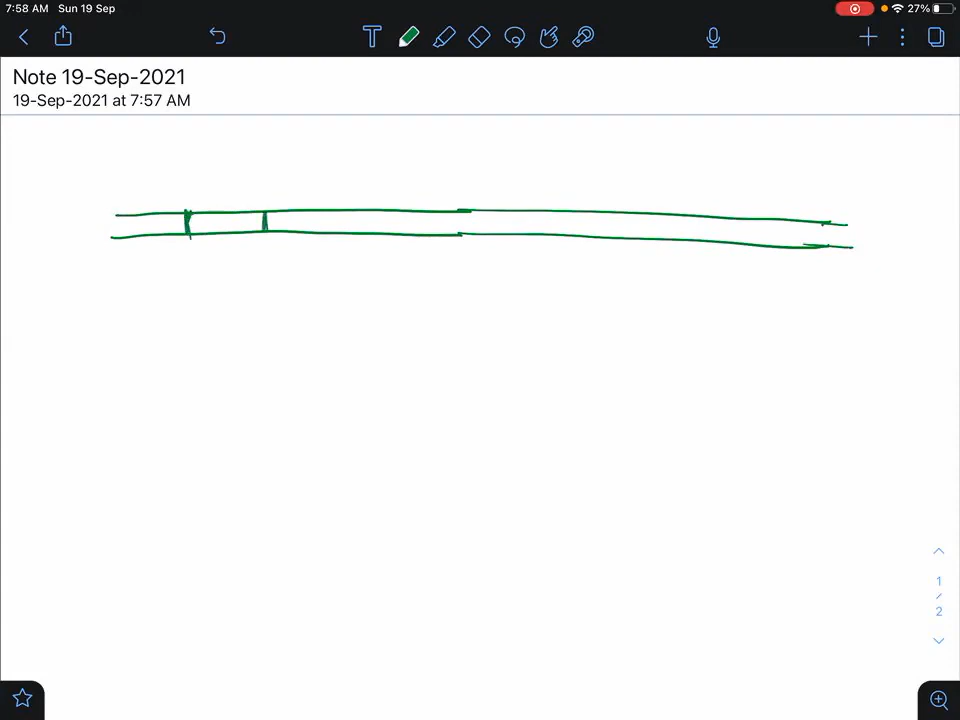 7:58 AM Sun 19 Sep 27%
T
Note 19-Sep-2021
19-Sep-2021 at 7:57 AM
1
/
2